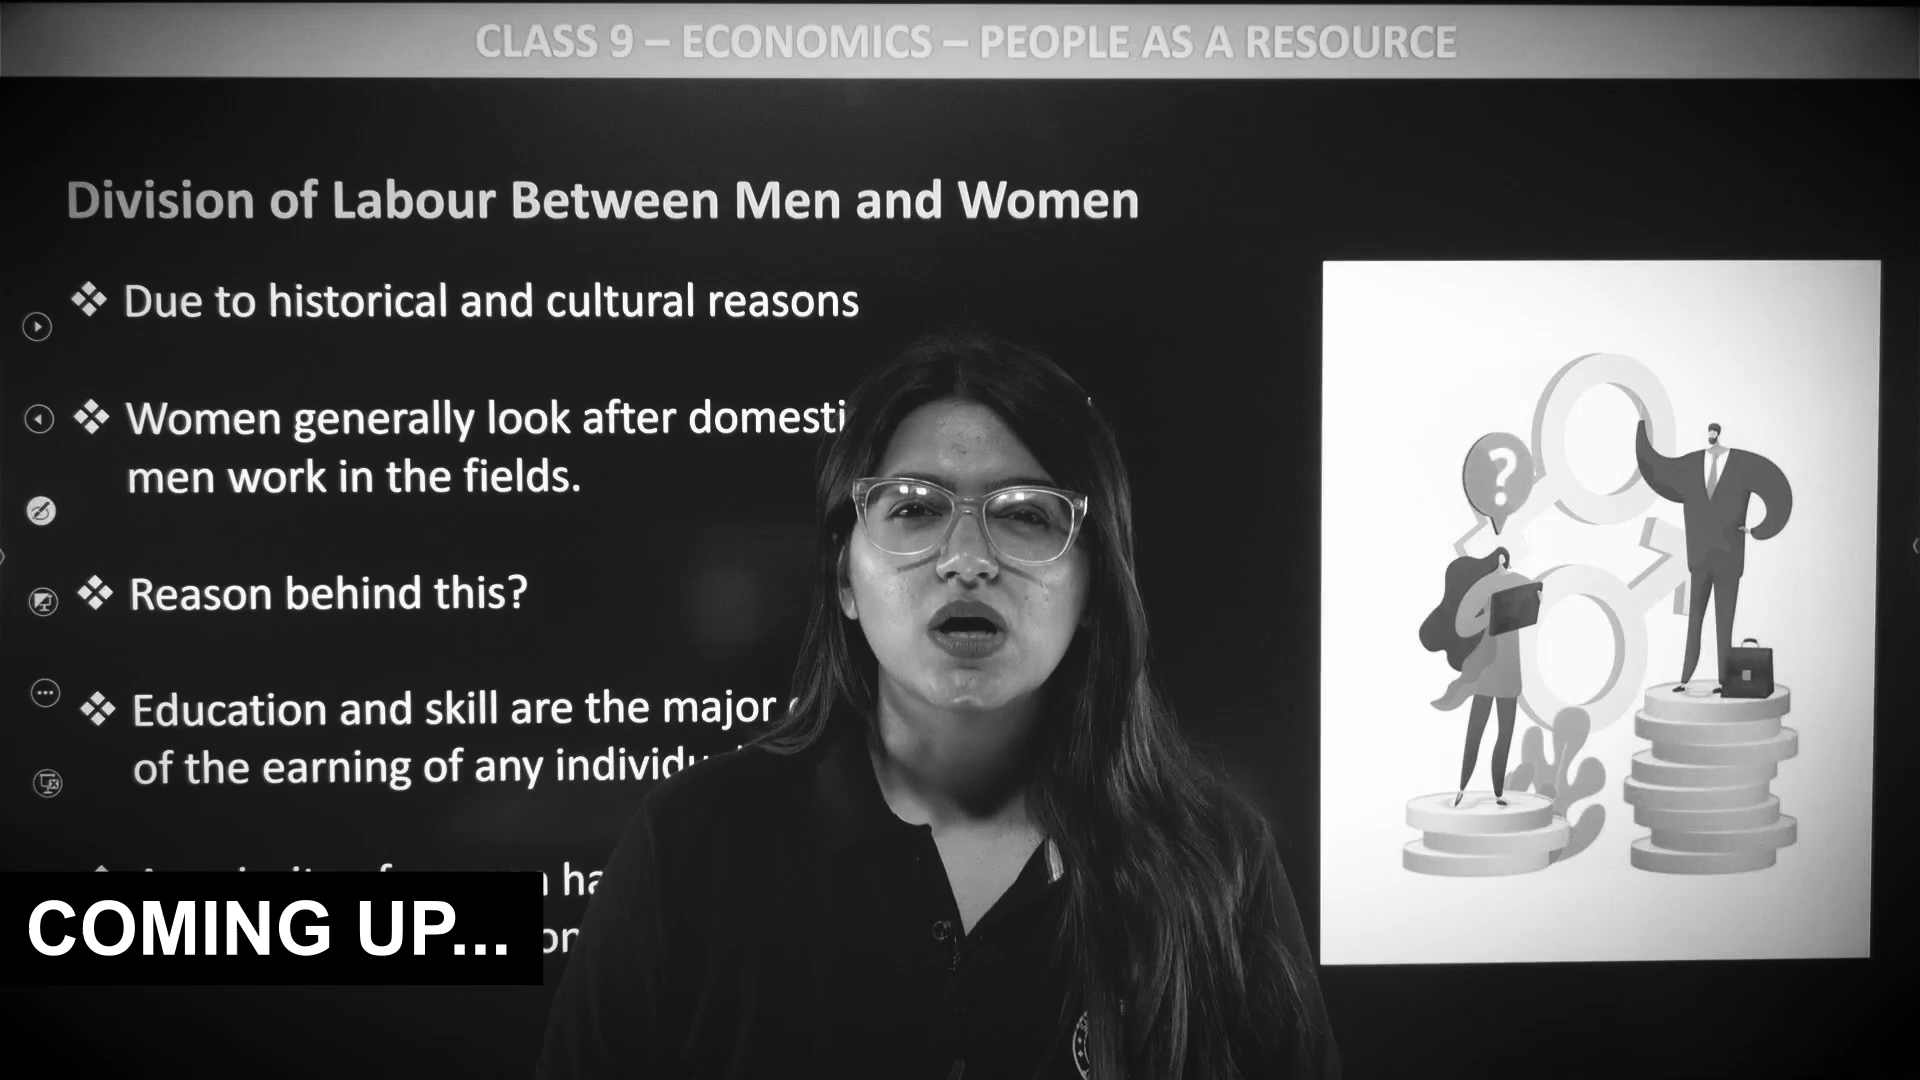 CLASS 9 – ECONOMICS – PEOPLE AS A RESOURCE
Division of Labour Between Men and Women
❖ Due to historical and cultural reasons
❖ Women generally look after domesti
men work in the fields.
❖ Reason behind this?
❖ Education and skill are the major
of the earning of any individu
ha
on
COMING UP...
?